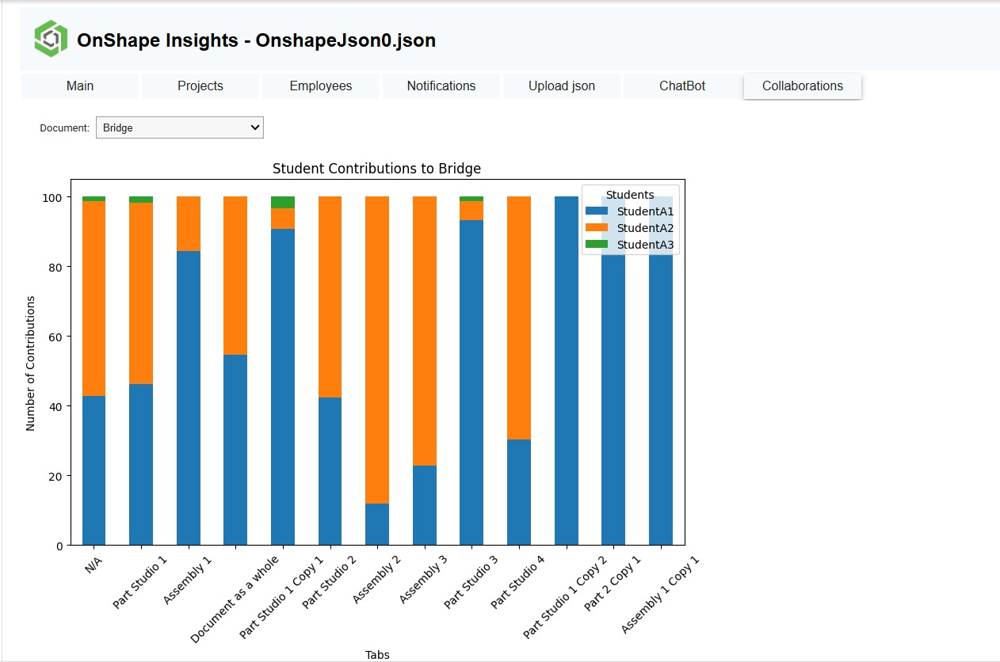 OnShape Insights - OnshapeJson0.json
Main Projects Employees Notifications Upload json ChatBot Collaborations
Document: Bridge
Student Contributions to Bridge
Students
StudentA1
StudentA2
StudentA3
Number of Contributions
100
80
60
40
20
0
N/A
Part Studio 1
Assembly 1
Document as a whole
Part Studio 1 Copy 1
Part Studio 2
Assembly 2
Assembly 3
Part Studio 3
Part Studio 4
Part Studio 1 Copy 2
Part 2 Copy 1
Assembly 1 Copy 1
Tabs